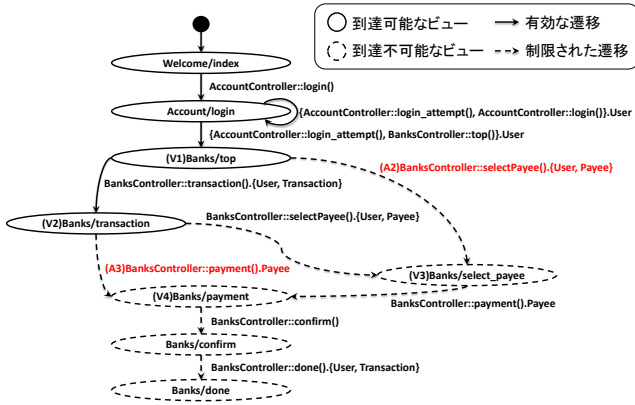 到達可能なビュー
有効な遷移
到達不可能なビュー
制限された遷移
Welcome/index
AccountController::login()
Account/login
{AccountController::login_attempt(), AccountController::login()}.User
{AccountController::login_attempt(), BanksController::top()}.User
(V1)Banks/top
(A2)BanksController::selectPayee().{User, Payee}
BanksController::transaction().{User, Transaction}
BanksController::selectPayee().{User, Payee}
(V2)Banks/transaction
(A3)BanksController::payment().Payee
(V3)Banks/select_payee
(V4)Banks/payment
BanksController::payment().Payee
BanksController::confirm()
Banks/confirm
BanksController::done().{User, Transaction}
Banks/done